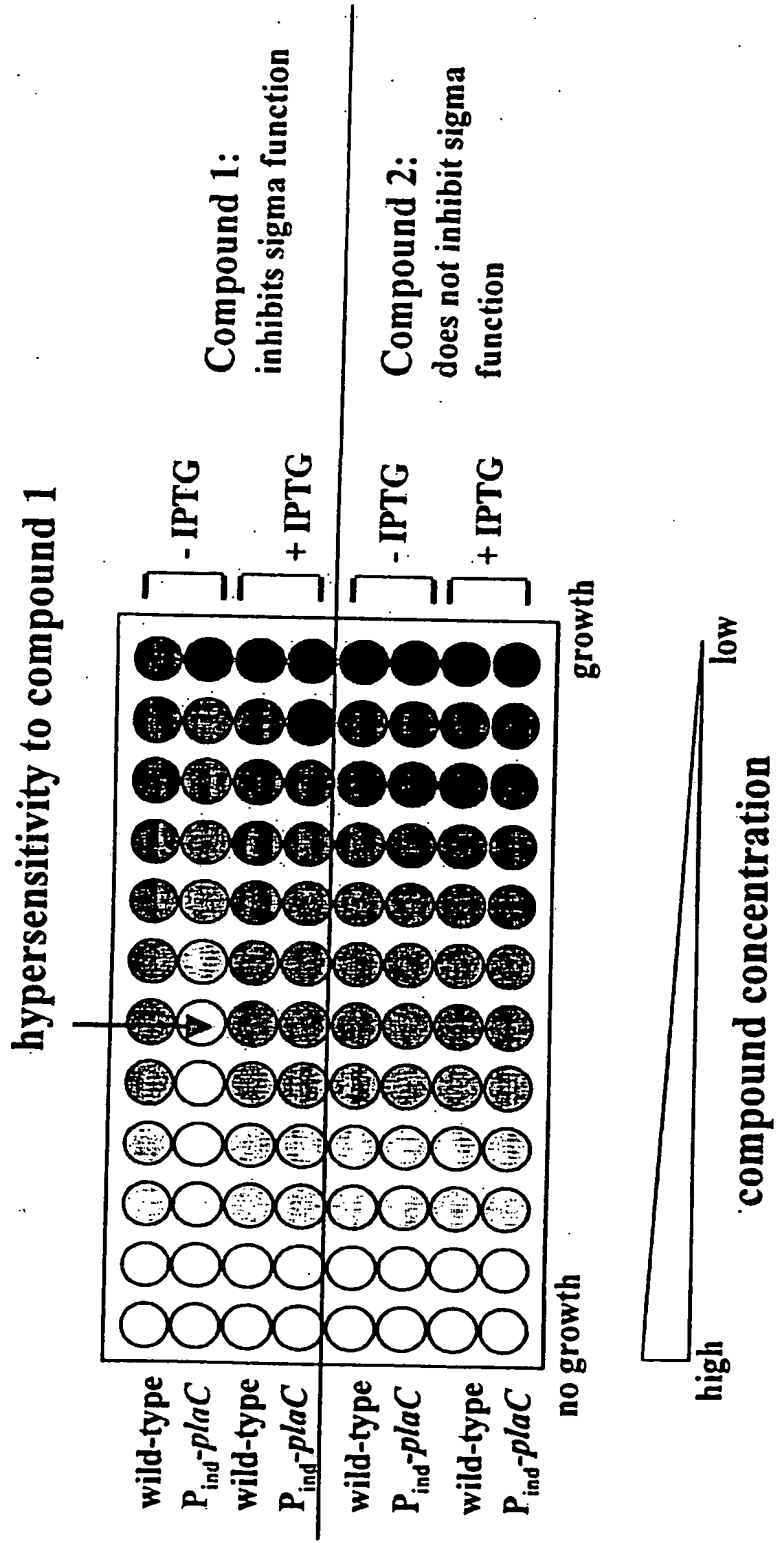 hypersensitivity to compound 1
wild-type
P_ind-plaC
wild-type
P_ind-plaC
- IPTG
+ IPTG
Compound 1:
inhibits sigma function
wild-type
P_ind-plaC
wild-type
P_ind-plaC
- IPTG
+ IPTG
Compound 2:
does not inhibit sigma
function
no growth
growth
high
low
compound concentration